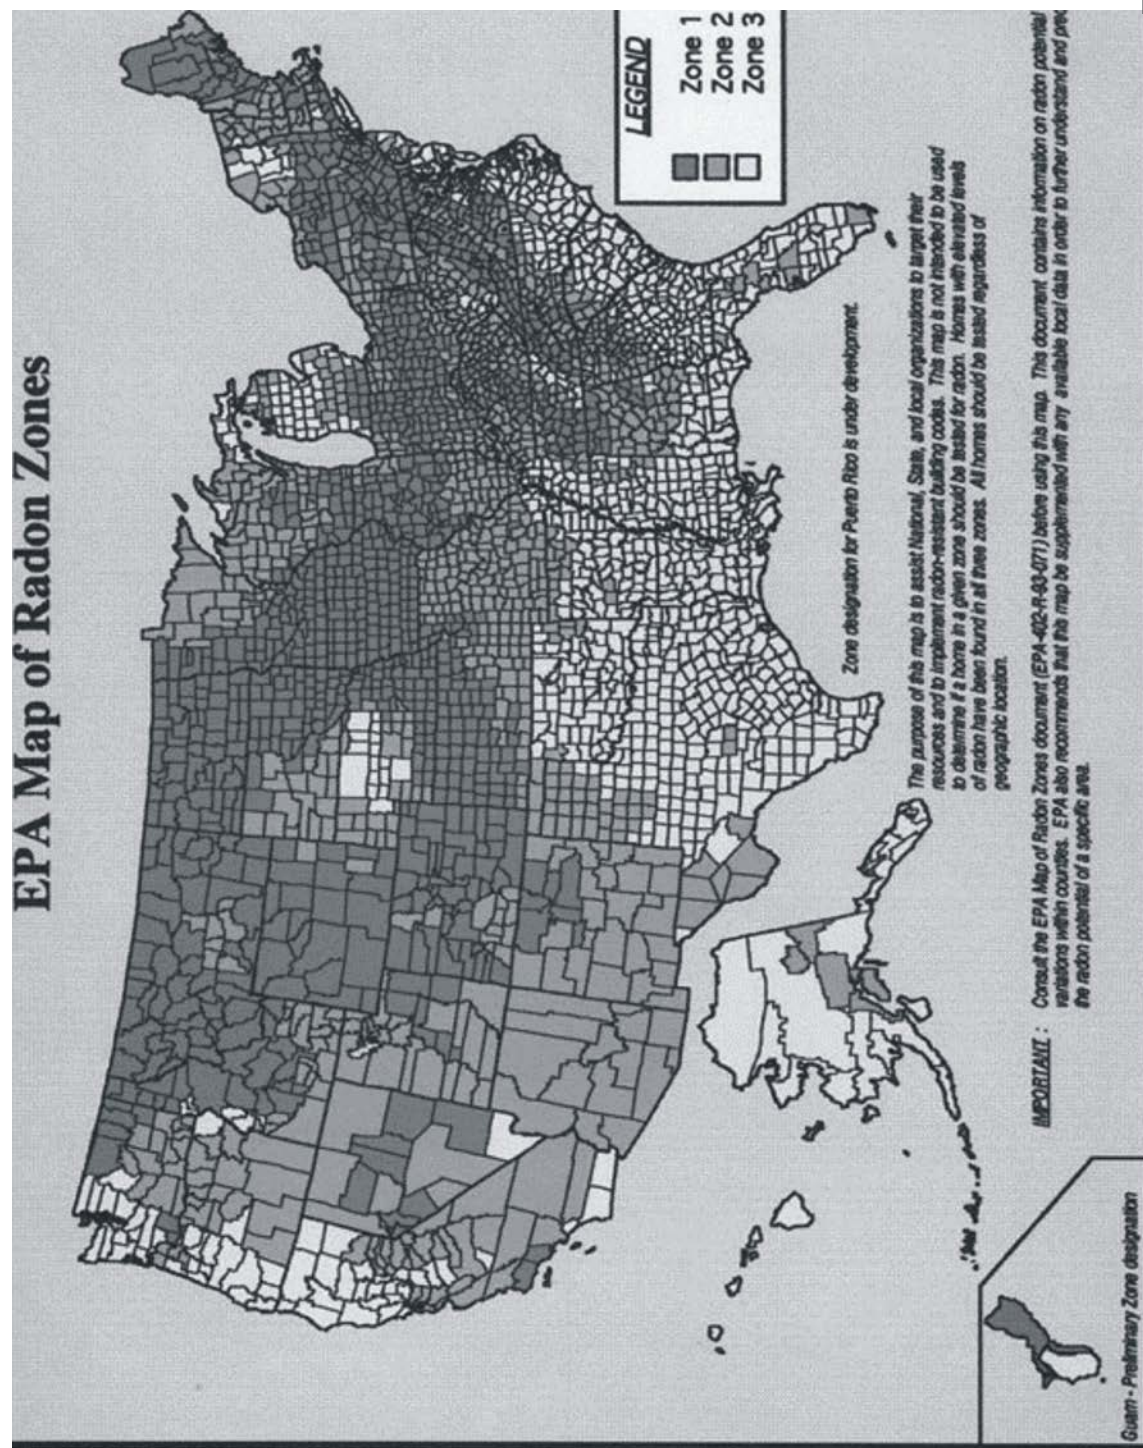 EPA Map of Radon Zones
LEGEND
Zone 1
Zone 2
Zone 3
Zone designation for Puerto Rico is under development.
The purpose of this map is to assist National, State, and local organizations to target their
resources and to implement radon-resistant building codes. This map is not intended to be used
to determine if a home in a given zone should be tested for radon. Homes with elevated levels
of radon have been found in all three zones. All homes should be tested regardless of
geographic location.
IMPORTANT : Consult the EPA Map of Radon Zones document (EPA-402-R-93-071) before using this map. This document contains information on radon potential
variations within counties. EPA also recommends that this map be supplemented with any available local data in order to further understand and
the radon potential of a specific area.
Guam - Preliminary Zone designation